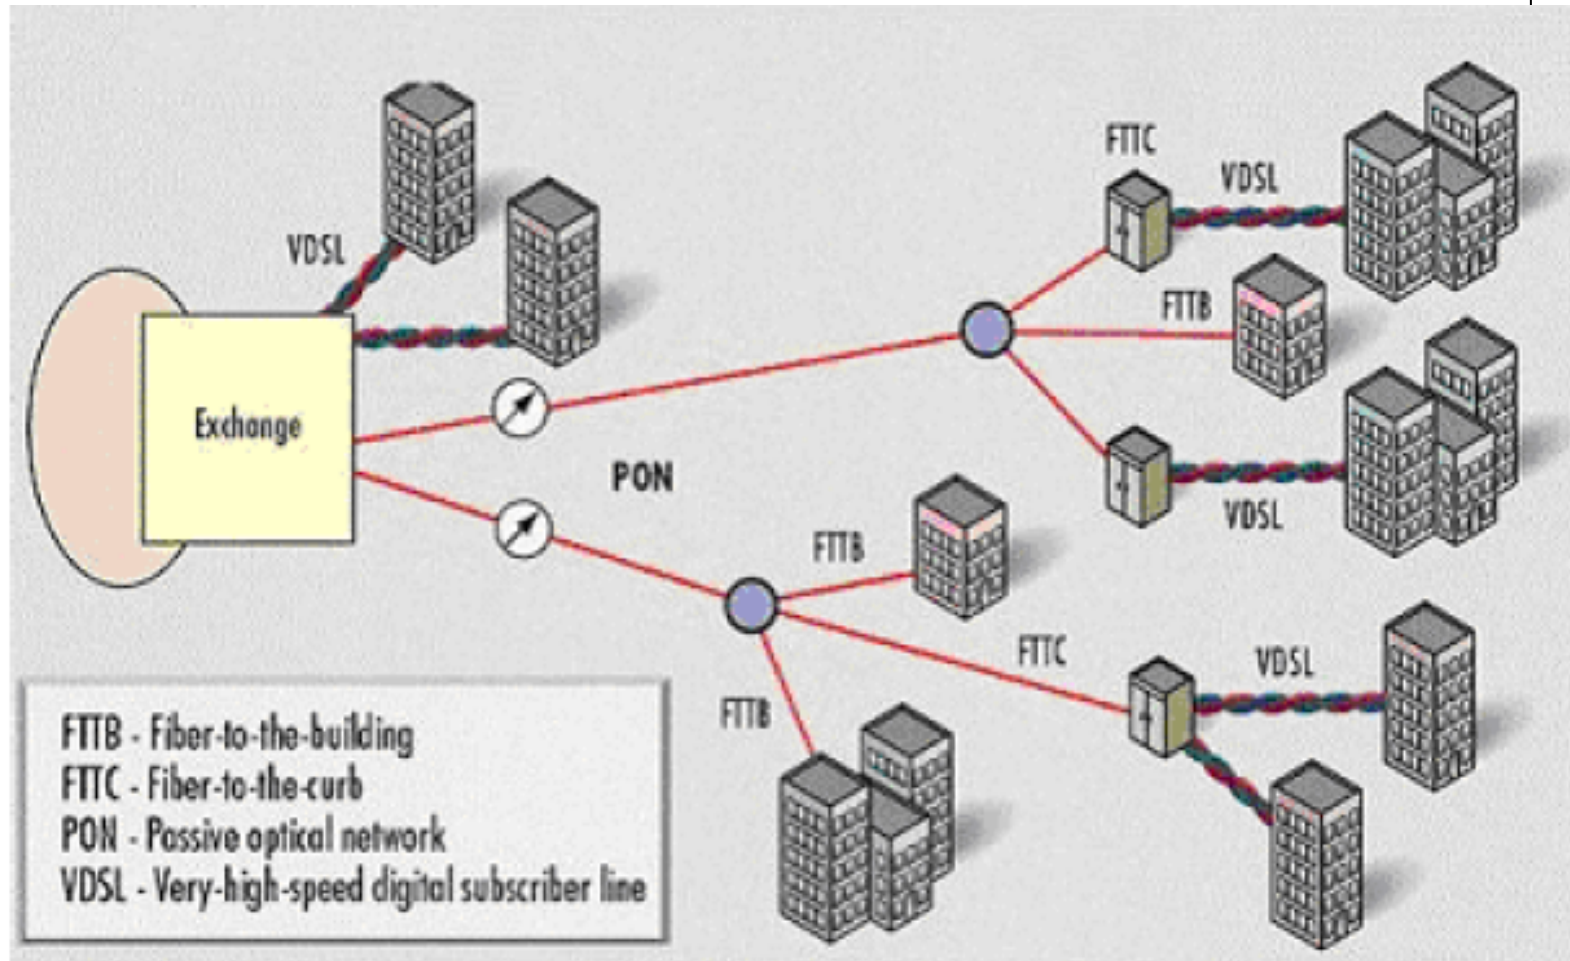 FTTC
VDSL
VDSL
FTTB
Exchange
PON
VDSL
FTTB
FTTC
VDSL
FTTB
FTTB - Fiber-to-the-building
FTTC - Fiber-to-the-curb
PON - Passive optical network
VDSL - Very-high-speed digital subscriber line